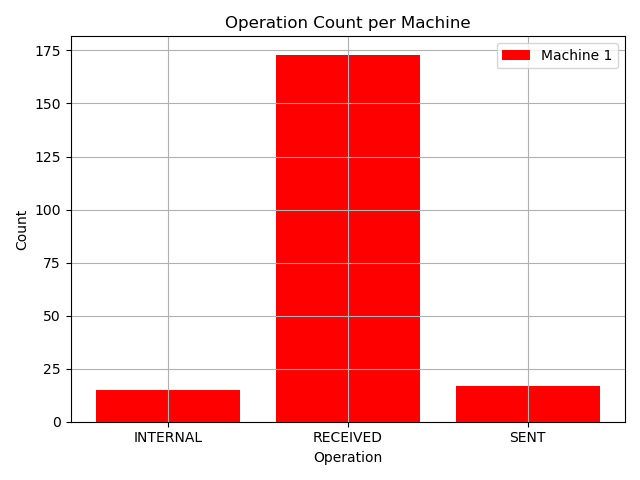 Operation Count per Machine
Machine 1
175
150
125
100
75
50
25
0
Count
INTERNAL
RECEIVED
SENT
Operation